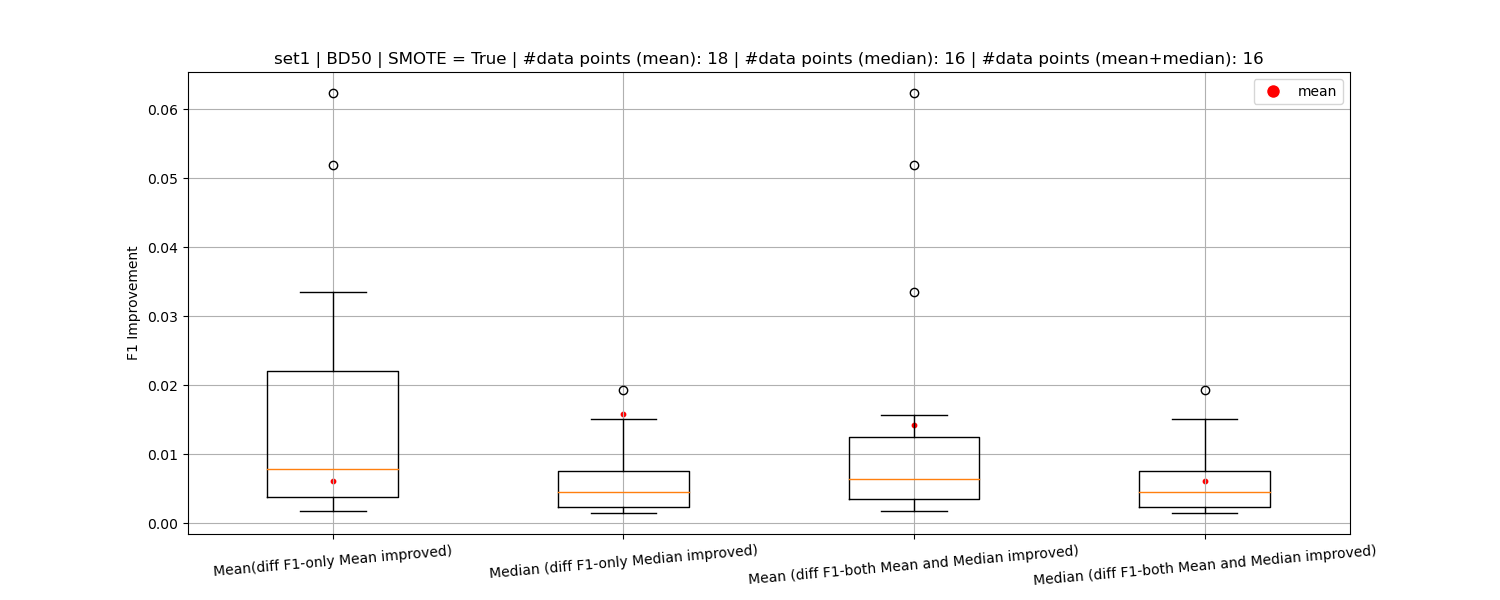 set1 | BD50 | SMOTE = True | #data points (mean): 18 | #data points (median): 16 | #data points (mean+median): 16
mean
0.06
0.05
0.04
0.03
0.02
0.01
0.00
F1 Improvement
Mean(diff F1-only Mean improved)
Median (diff F1-only Median improved)
Mean (diff F1-both Mean and Median improved)
Median (diff F1-both Mean and Median improved)